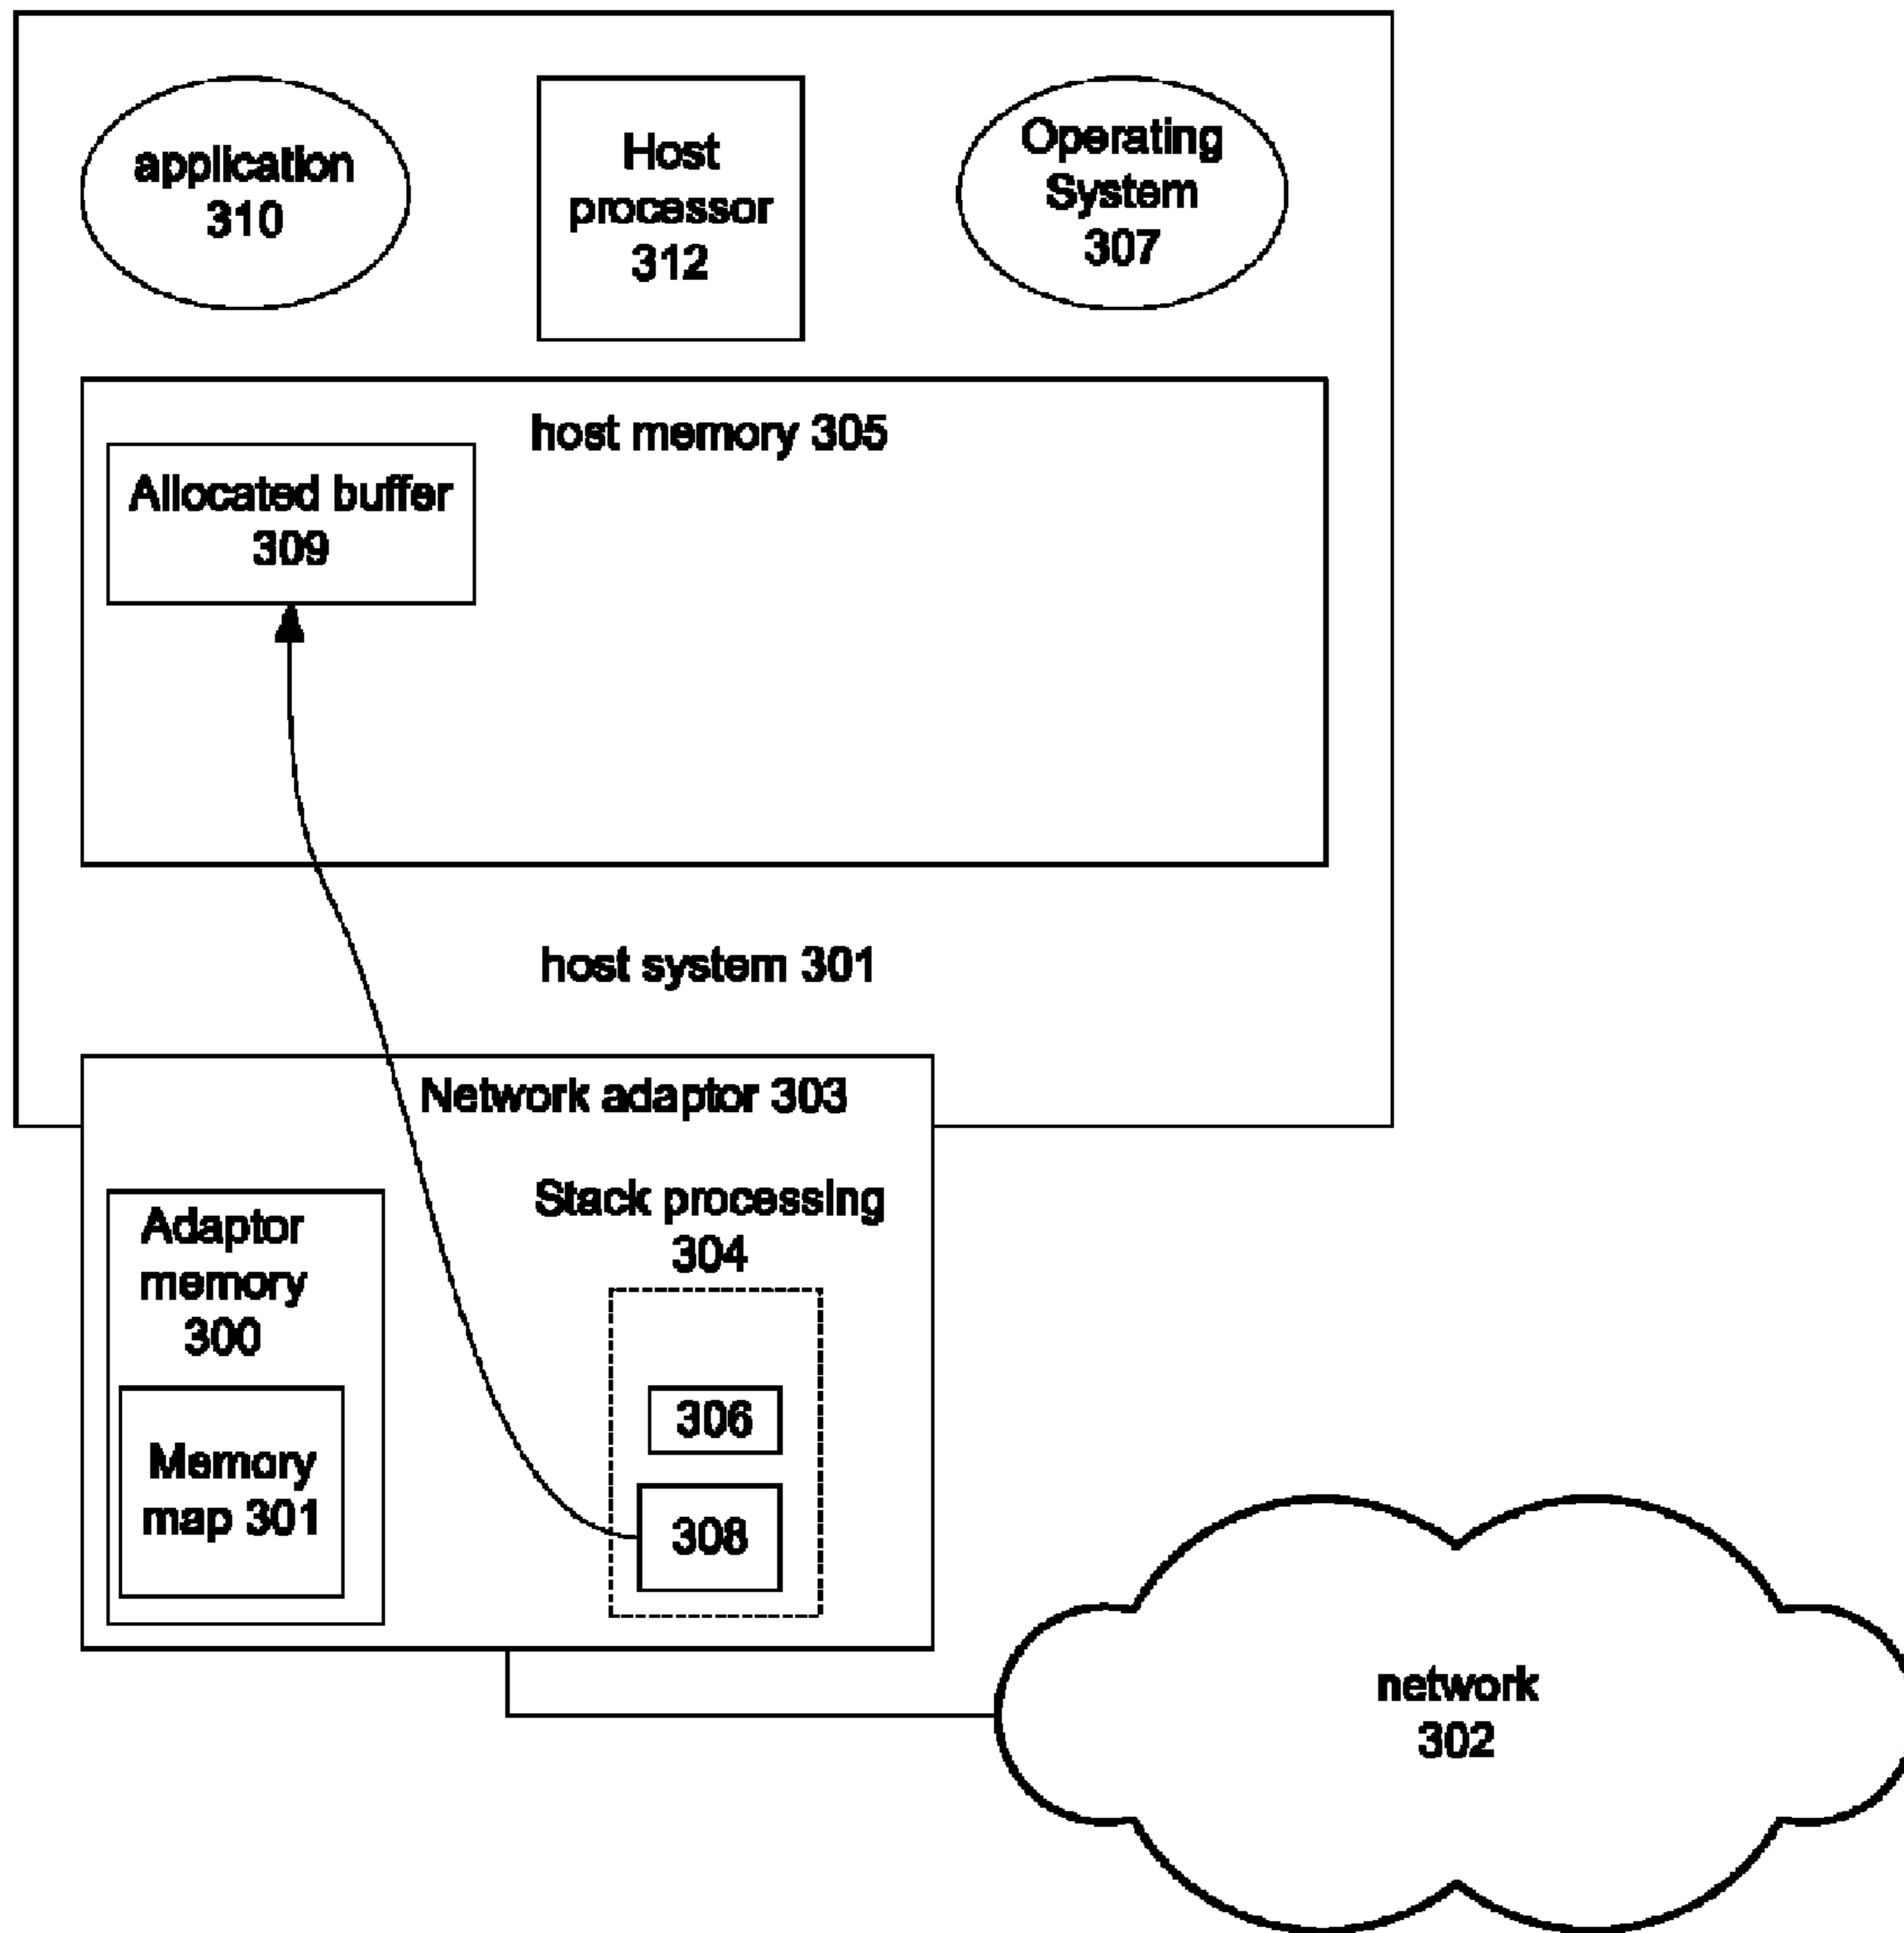 application
310
Host
processor
312
Operating
System
307
host memory 305
Allocated buffer
309
host system 301
Network adaptor 303
Stack processing
304
Adaptor
memory
300
306
Memory
map 301
308
network
302